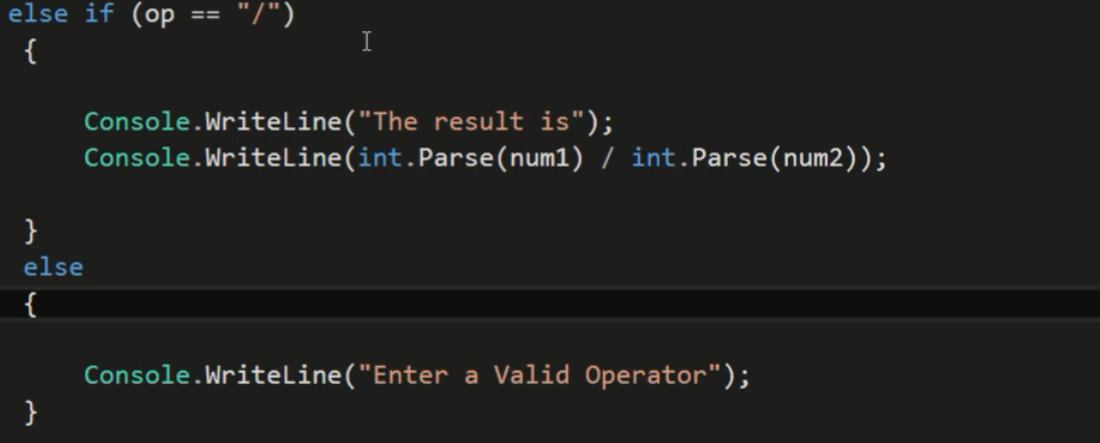 else if (op == "/")
{
Console.WriteLine("The result is");
Console.WriteLine(int.Parse(num1) / int.Parse(num2));
}
else
{
Console.WriteLine("Enter a Valid Operator");
}